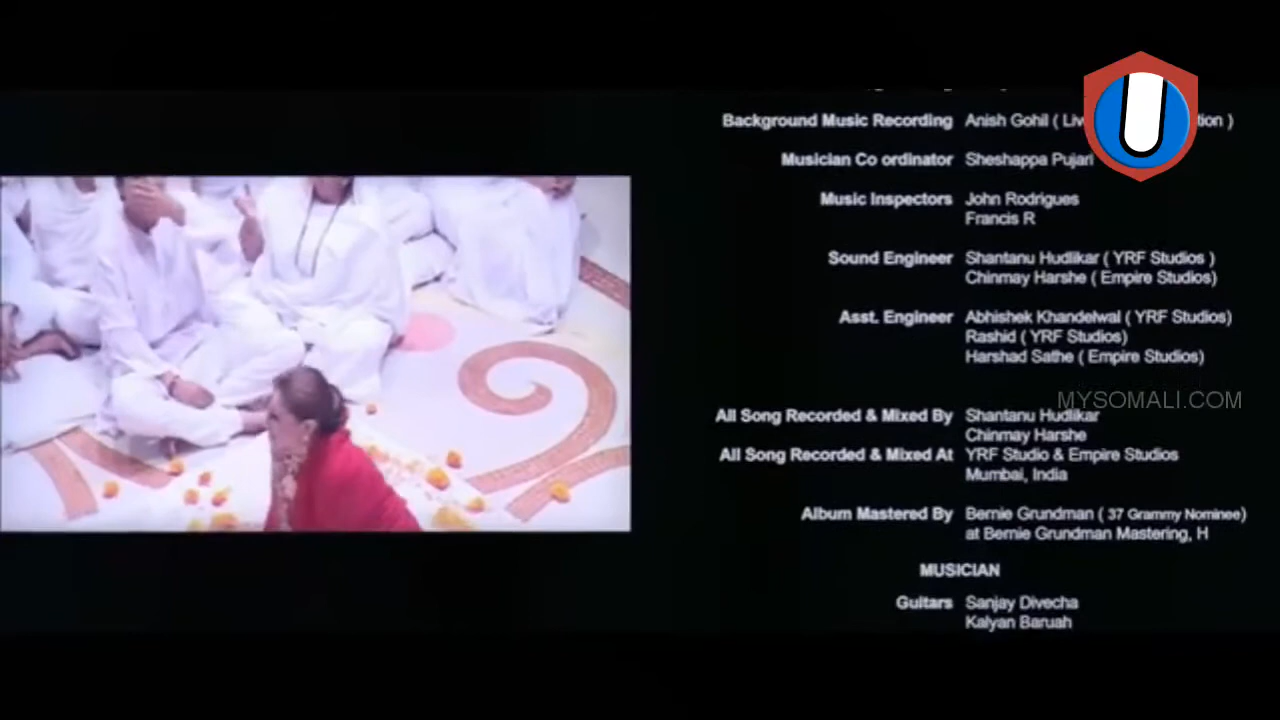 Background Music Recording Anish Gohil ( tion )
Musician Co ordinator Sheshappa Pujari
Music Inspectors John Rodrigues
Francis R
Sound Engineer Shantanu Hudlikar ( YRF Studios )
Chinmay Harshe ( Empire Studios)
Asst. Engineer Abhishek Khandelwal ( YRF Studios)
Rashid ( YRF Studios)
Harshad Sathe ( Empire Studios)
MYSOMALI.COM
All Song Recorded & Mixed By Shantanu Hudlikar
Chinmay Harshe
All Song Recorded & Mixed At YRF Studio & Empire Studios
Mumbai, India
Album Mastered By Bernie Grundman ( 37 Grammy Nominee)
at Bernie Grundman Mastering, H
MUSICIAN
Guitars Sanjay Divecha
Kalyan Baruah
U